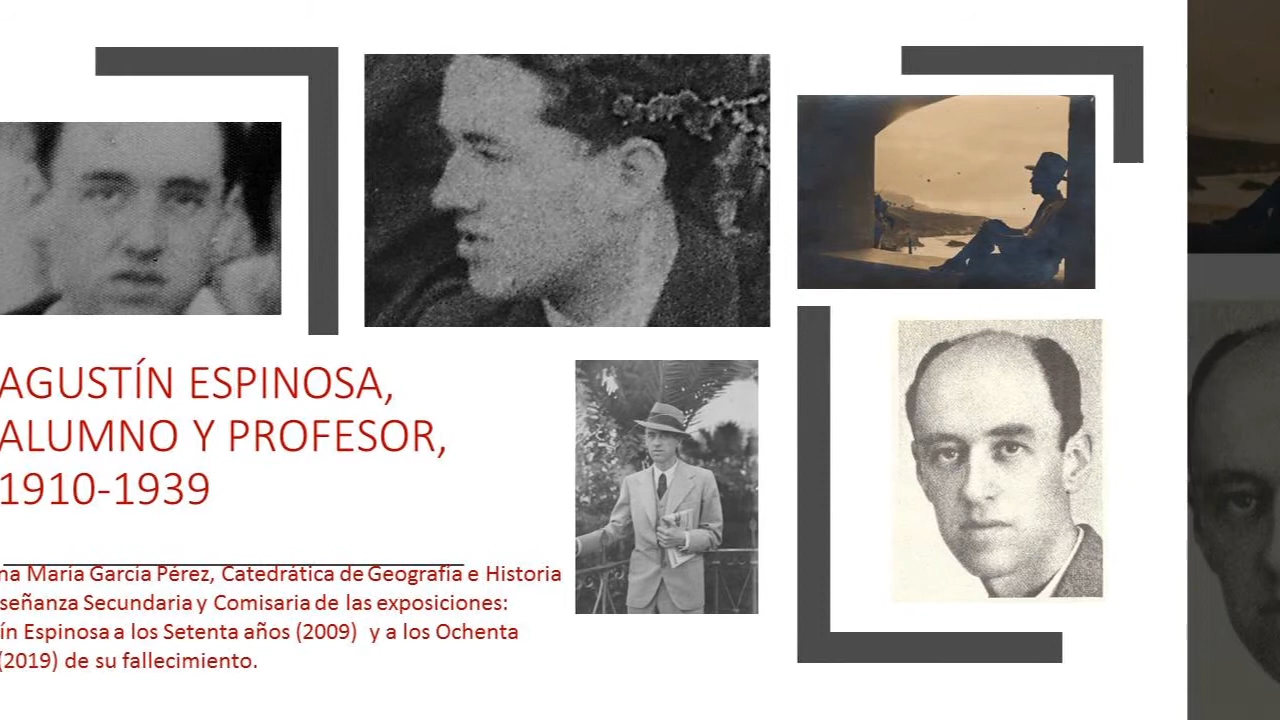 AGUSTÍN ESPINOSA,
ALUMNO Y PROFESOR,
1910-1939
na María García Pérez, Catedrática de Geografía e Historia
señanza Secundaria y Comisaria de las exposiciones:
ín Espinosa a los Setenta años (2009) y a los Ochenta
(2019) de su fallecimiento.